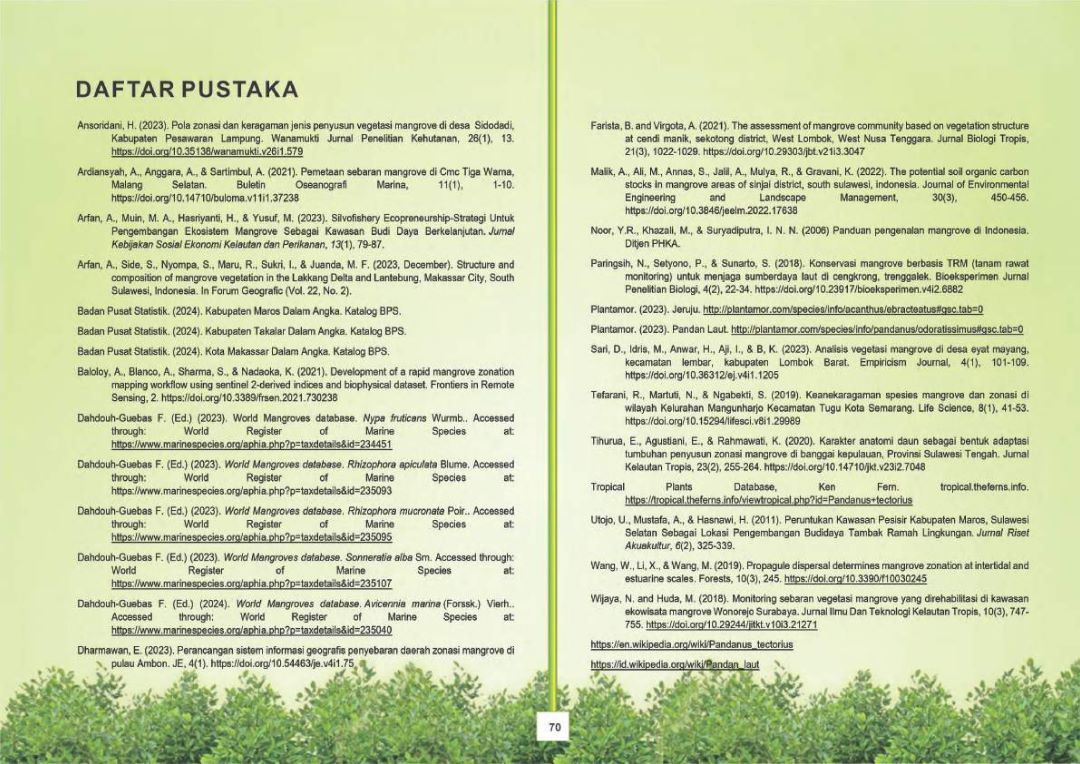 DAFTAR PUSTAKA
Ansoridani, H. (2023). Pola zonasi dan keragaman jenis penyusun vegetasi mangrove di desa Sidodadi,
Kabupaten Pesawaran Lampung. Wanamukti Jurnal Penelitian Kehutanan, 26(1), 13.
https://doi.org/10.35138/wanamukti.v26i1.579
Ardiansyah, A., Anggara, A., & Sartimbul, A. (2021). Pemetaan sebaran mangrove di Cmc Tiga Warna,
Malang Selatan. Buletin Oseanografi Marina, 11(1), 1-10.
https://doi.org/10.14710/buloma.v11i1.37238
Arfan, A., Muin, M. A., Hasriyanti, H., & Yusuf, M. (2023). Silvofishery Ecopreneurship-Strategi Untuk
Pengembangan Ekosistem Mangrove Sebagai Kawasan Budi Daya Berkelanjutan. Jurnal
Kebijakan Sosial Ekonomi Kelautan dan Perikanan, 13(1), 79-87.
Arfan, A., Side, S., Nyompa, S., Maru, R., Sukri, I., & Juanda, M. F. (2023, December). Structure and
composition of mangrove vegetation in the Lakkang Delta and Lantebung, Makassar City, South
Sulawesi, Indonesia. In Forum Geografic (Vol. 22, No. 2).
Badan Pusat Statistik. (2024). Kabupaten Maros Dalam Angka. Katalog BPS.
Badan Pusat Statistik. (2024). Kabupaten Takalar Dalam Angka. Katalog BPS.
Badan Pusat Statistik. (2024). Kota Makassar Dalam Angka. Katalog BPS.
Baloloy, A., Blanco, A., Sharma, S., & Nadaoka, K. (2021). Development of a rapid mangrove zonation
mapping workflow using sentinel 2-derived indices and biophysical dataset. Frontiers in Remote
Sensing, 2. https://doi.org/10.3389/frsen.2021.730238
Dahdouh-Guebas F. (Ed.) (2023). World Mangroves database. Nypa fruticans Wurmb.. Accessed
through: World Register of Marine Species at:
https://www.marinespecies.org/aphia.php?p=taxdetails&id=234451
Dahdouh-Guebas F. (Ed.) (2023). World Mangroves database. Rhizophora apiculata Blume. Accessed
through: World Register of Marine Species at:
https://www.marinespecies.org/aphia.php?p=taxdetails&id=235093
Dahdouh-Guebas F. (Ed.) (2023). World Mangroves database. Rhizophora mucronata Poir.. Accessed
through: World Register of Marine Species at:
https://www.marinespecies.org/aphia.php?p=taxdetails&id=235095
Dahdouh-Guebas F. (Ed.) (2023). World Mangroves database. Sonneratia alba Sm. Accessed through:
World Register of Marine Species at:
https://www.marinespecies.org/aphia.php?p=taxdetails&id=235107
Dahdouh-Guebas F. (Ed.) (2024). World Mangroves database. Avicennia marina (Forssk.) Vierh..
Accessed through: World Register of Marine Species at:
https://www.marinespecies.org/aphia.php?p=taxdetails&id=235040
Dharmawan, E. (2023). Perancangan sistem informasi geografis penyebaran daerah zonasi mangrove di
pulau Ambon. JE, 4(1). https://doi.org/10.54463/je.v4i1.75
Farista, B. and Virgota, A. (2021). The assessment of mangrove community based on vegetation structure
at cendi manik, sekotong district, West Lombok, West Nusa Tenggara. Jurnal Biologi Tropis,
21(3), 1022-1029. https://doi.org/10.29303/jbt.v21i3.3047
Malik, A., Ali, M., Annas, S., Jalil, A., Mulya, R., & Gravani, K. (2022). The potential soil organic carbon
stocks in mangrove areas of sinjai district, south sulawesi, indonesia. Journal of Environmental
Engineering and Landscape Management, 30(3), 450-456.
https://doi.org/10.3846/jeelm.2022.17638
Noor, Y.R., Khazali, M., & Suryadiputra, I. N. N. (2006) Panduan pengenalan mangrove di Indonesia.
Ditjen PHKA.
Paringsih, N., Setyono, P., & Sunarto, S. (2018). Konservasi mangrove berbasis TRM (tanam rawat
monitoring) untuk menjaga sumberdaya laut di cengkrong, trenggalek. Bioeksperimen Jurnal
Penelitian Biologi, 4(2), 22-34. https://doi.org/10.23917/bioeksperimen.v4i2.6882
Plantamor. (2023). Jeruju. http://plantamor.com/species/info/acanthus/ebracteatus#gsc.tab=0
Plantamor. (2023). Pandan Laut. http://plantamor.com/species/info/pandanus/odoratissimus#gsc.tab=0
Sari, D., Idris, M., Anwar, H., Aji, I., & B, K. (2023). Analisis vegetasi mangrove di desa eyat mayang,
kecamatan lembar, kabupaten Lombok Barat. Empiricism Journal, 4(1), 101-109.
https://doi.org/10.36312/ej.v4i1.1205
Tefarani, R., Martuti, N., & Ngabekti, S. (2019). Keanekaragaman spesies mangrove dan zonasi di
wilayah Kelurahan Mangunharjo Kecamatan Tugu Kota Semarang. Life Science, 8(1), 41-53.
https://doi.org/10.15294/lifesci.v8i1.29989
Tihurua, E., Agustiani, E., & Rahmawati, K. (2020). Karakter anatomi daun sebagai bentuk adaptasi
tumbuhan penyusun zonasi mangrove di banggai kepulauan, Provinsi Sulawesi Tengah. Jurnal
Kelautan Tropis, 23(2), 255-264. https://doi.org/10.14710/jkt.v23i2.7048
Tropical Plants Database, Ken Fern. tropical.theferns.info.
https://tropical.theferns.info/viewtropical.php?id=Pandanus+tectorius
Utojo, U., Mustafa, A., & Hasnawi, H. (2011). Peruntukan Kawasan Pesisir Kabupaten Maros, Sulawesi
Selatan Sebagai Lokasi Pengembangan Budidaya Tambak Ramah Lingkungan. Jurnal Riset
Akuakultur, 6(2), 325-339.
Wang, W., Li, X., & Wang, M. (2019). Propagule dispersal determines mangrove zonation at intertidal and
estuarine scales. Forests, 10(3), 245. https://doi.org/10.3390/f10030245
Wijaya, N. and Huda, M. (2018). Monitoring sebaran vegetasi mangrove yang direhabilitasi di kawasan
ekowisata mangrove Wonorejo Surabaya. Jurnal Ilmu Dan Teknologi Kelautan Tropis, 10(3), 747-
755. https://doi.org/10.29244/jitkt.v10i3.21271
https://en.wikipedia.org/wiki/Pandanus_tectorius
https://id.wikipedia.org/wiki/Pandan_laut
70